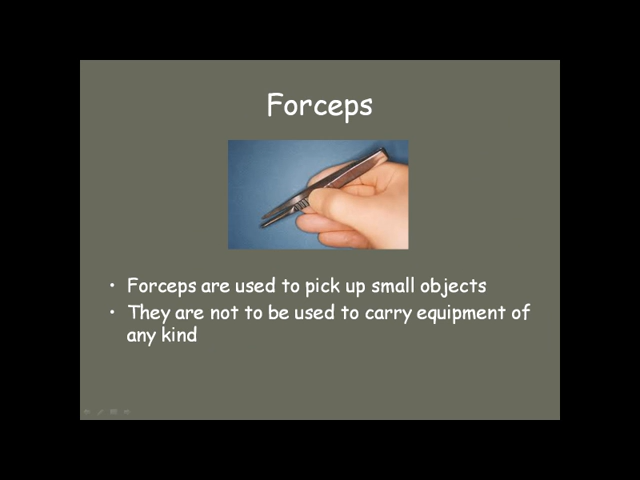 Forceps
• Forceps are used to pick up small objects
• They are not to be used to carry equipment of
any kind